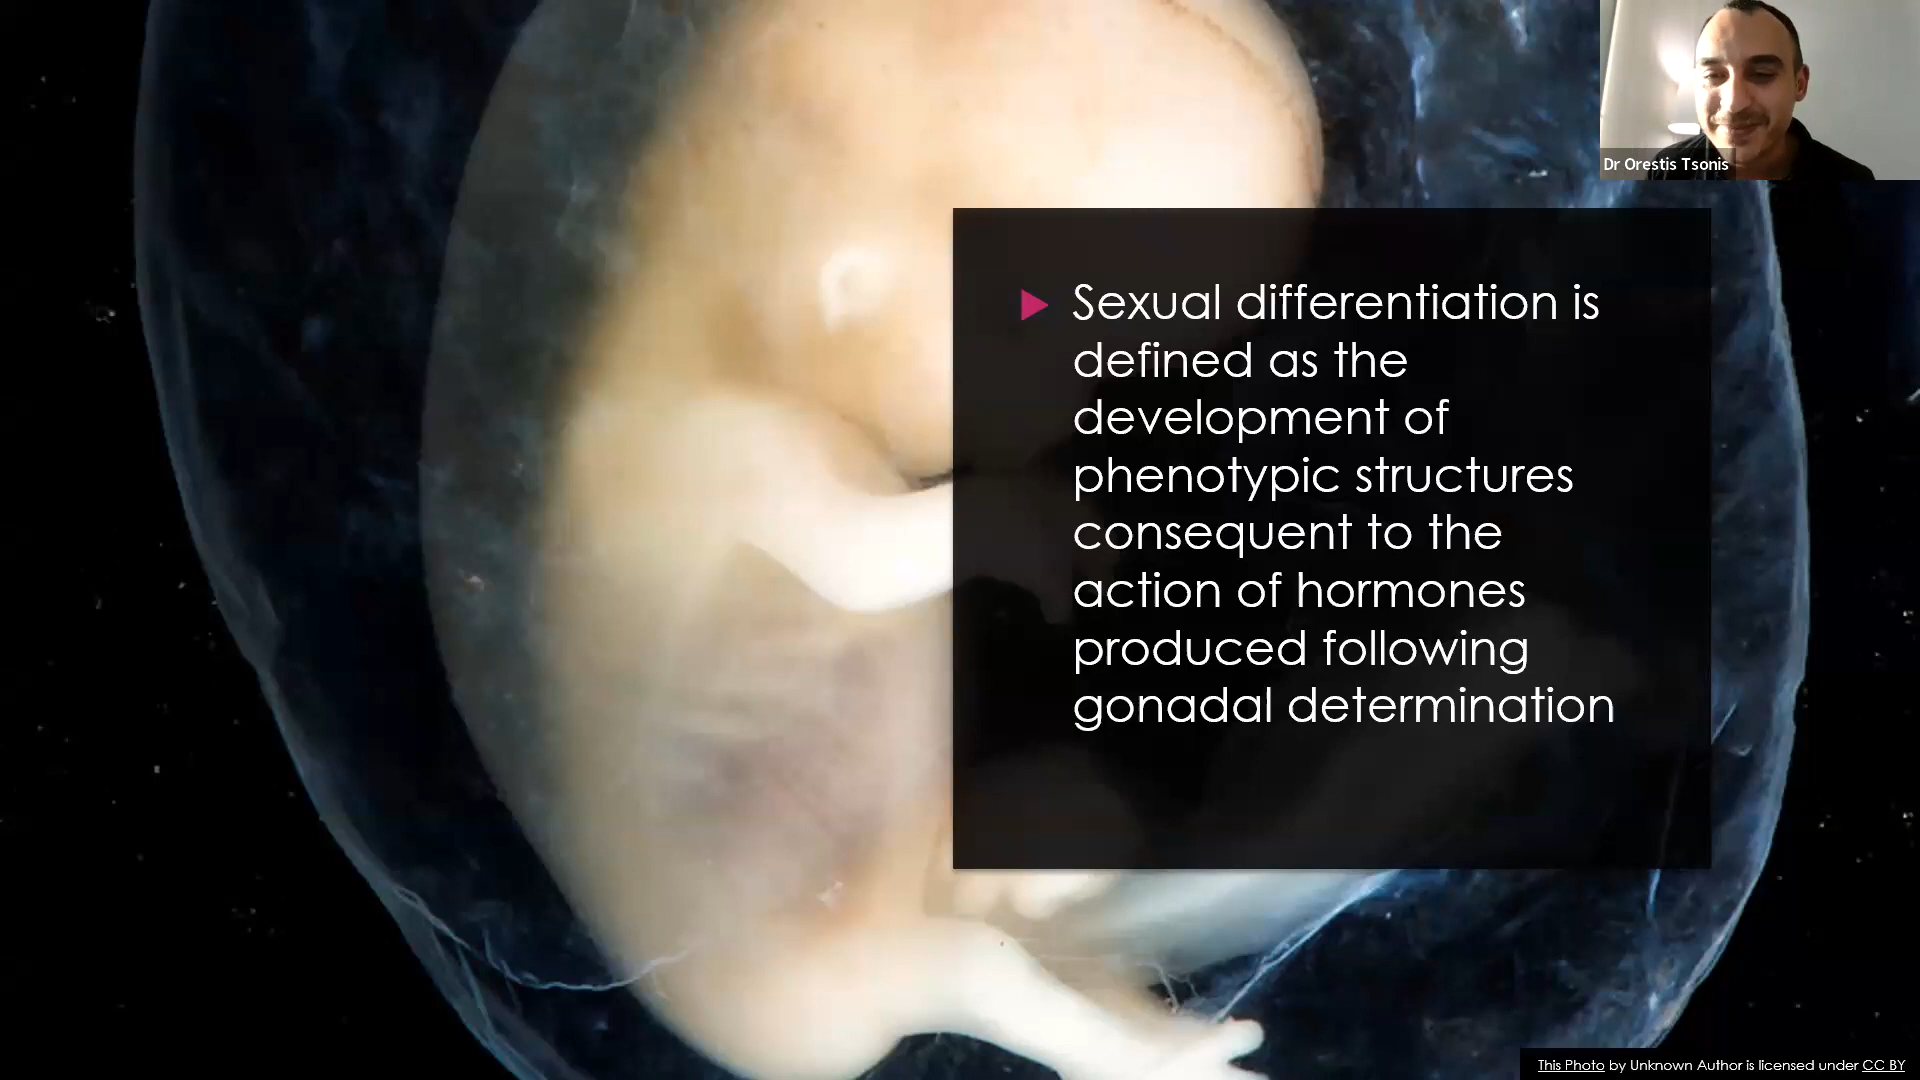 Dr Orestis Tsonis
Sexual differentiation is
defined as the
development of
phenotypic structures
consequent to the
action of hormones
produced following
gonadal determination
This Photo by Unknown Author is licensed under CC BY